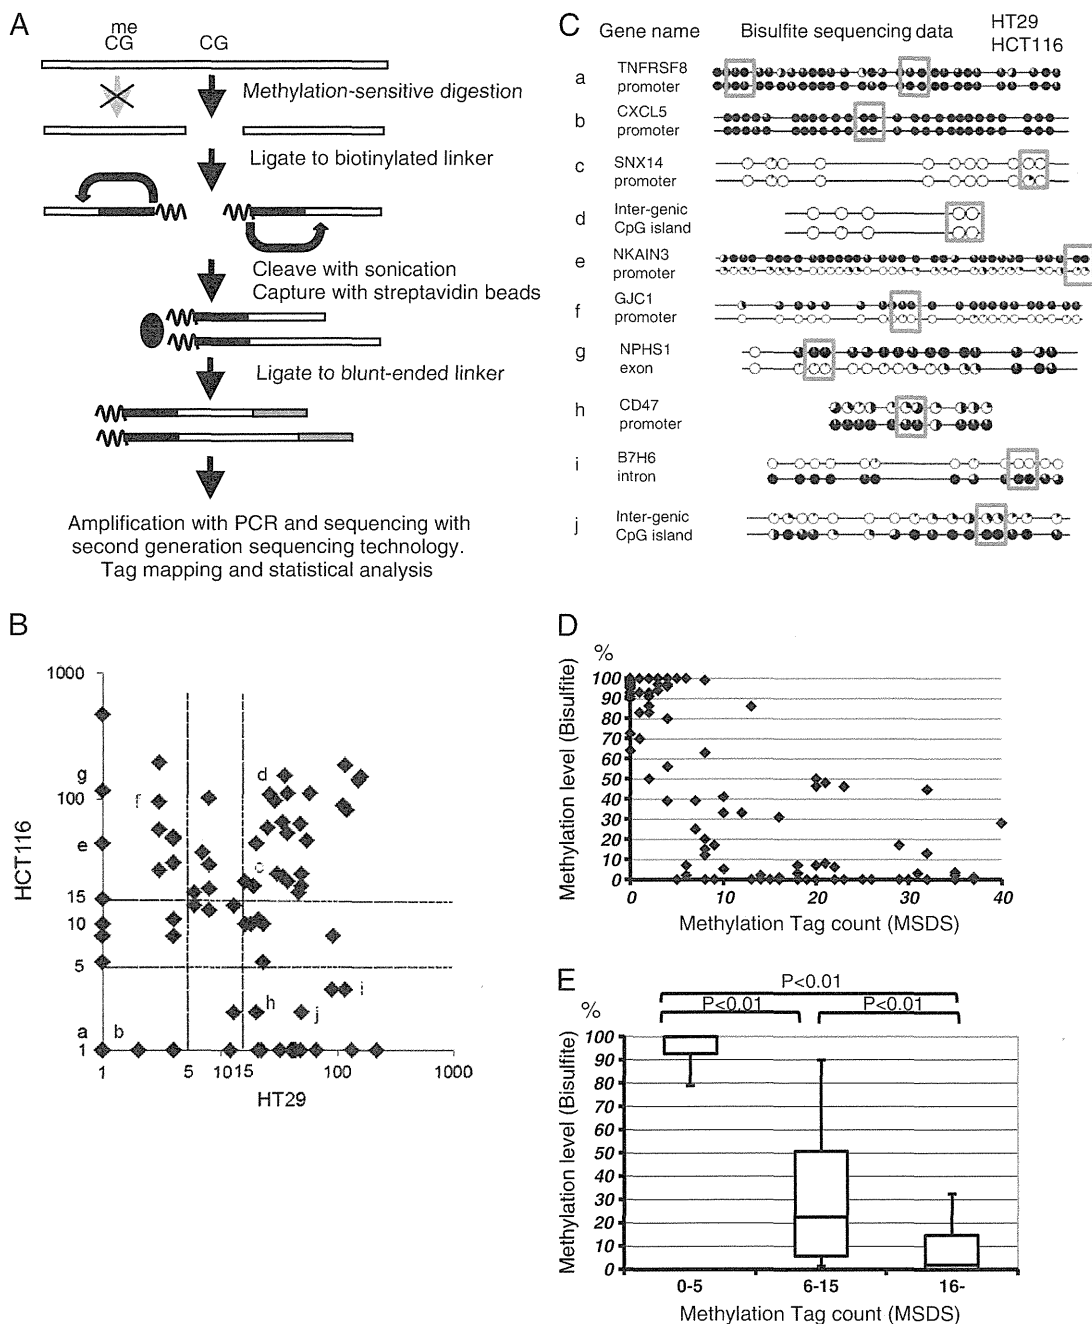 A
me
CG
CG
Methylation-sensitive digestion
Ligate to biotinylated linker
Cleave with sonication
Capture with streptavidin beads
Ligate to blunt-ended linker
Amplification with PCR and sequencing with
second generation sequencing technology.
Tag mapping and statistical analysis
B
1000
100
15
10
5
1
HCT116
g
f
e
d
c
a
b
h
i
j
1
5
10
15
100
1000
HT29
C
Gene name
Bisulfite sequencing data
HT29
HCT116
a
TNFRSF8
promoter
b
CXCL5
promoter
c
SNX14
promoter
d
Inter-genic
CpG island
e
NKAIN3
promoter
f
GJC1
promoter
g
NPHS1
exon
h
CD47
promoter
i
B7H6
intron
j
Inter-genic
CpG island
D
%
Methylation level (Bisulfite)
100
90
80
70
60
50
40
30
20
10
0
0
10
20
30
40
Methylation Tag count (MSDS)
E
%
P<0.01
P<0.01
P<0.01
Methylation level (Bisulfite)
100
90
80
70
60
50
40
30
20
10
0
0-5
6-15
16-
Methylation Tag count (MSDS)